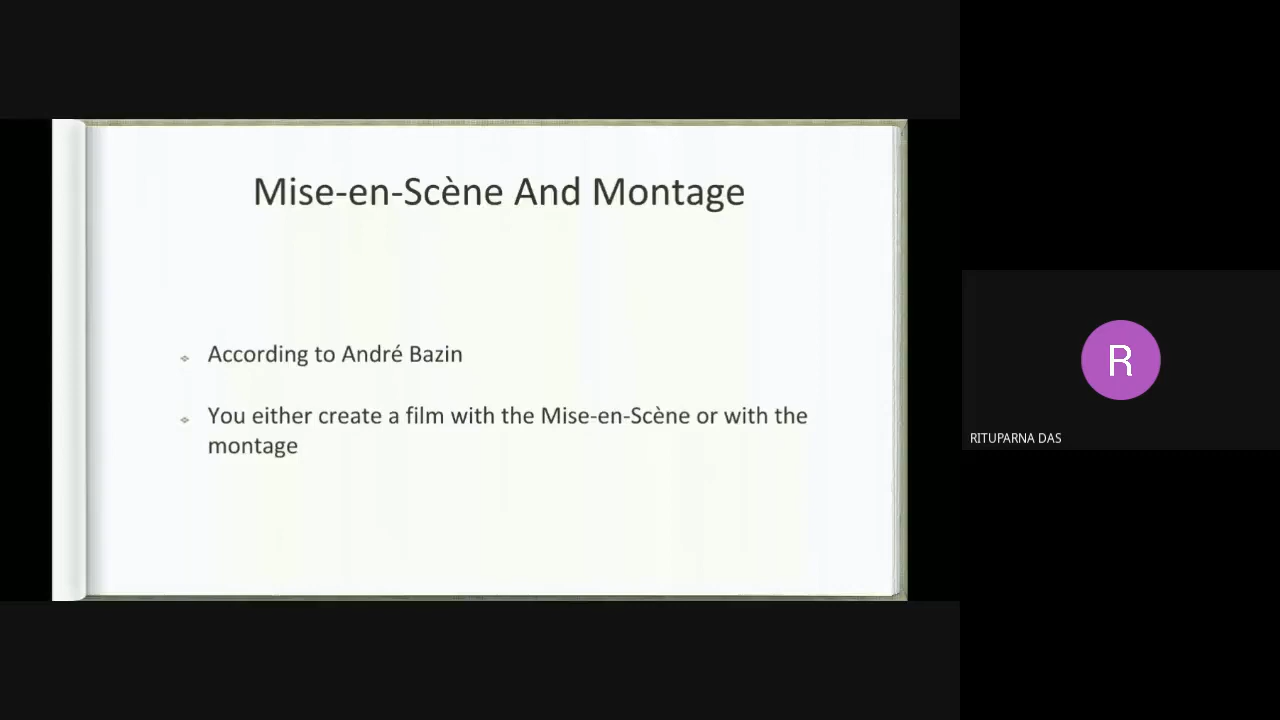 Mise-en-Scène And Montage
According to André Bazin
You either create a film with the Mise-en-Scène or with the
montage
R
RITUPARNA DAS